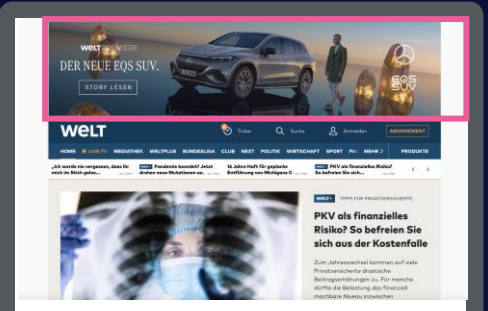 WELT PREMIERE
DER NEUE EQS SUV.
STORY LESEN
EQS
SUV
WELT
Ticker
Suche
Anmelden
ABONNEMENT
HOME
LIVE-TV
MEDIATHEK
WELTPLUS
BUNDESLIGA
CLUB
NEXT
POLITIK
WIRTSCHAFT
SPORT
MEHR
PRODUKTE
„Ich werde nie vergessen, dass ihr
mich im Stich gelas...
Pandemie beendet? Jetzt
drohen neue Mutationen au...
16 Jahre Haft für geplante
Entführung von Michigans G...
PKV als finanzielles Risiko?
So befreien Sie sich...
WELT+
TIPPS FÜR PRIVATVERSICHERTE
PKV als finanzielles
Risiko? So befreien Sie
sich aus der Kostenfalle
Zum Jahreswechsel kommen auf viele
Privatversicherte drastische
Beitragserhöhungen zu. Für manche
dürfte die Belastung das finanziell
machbare Niveau inzwischen